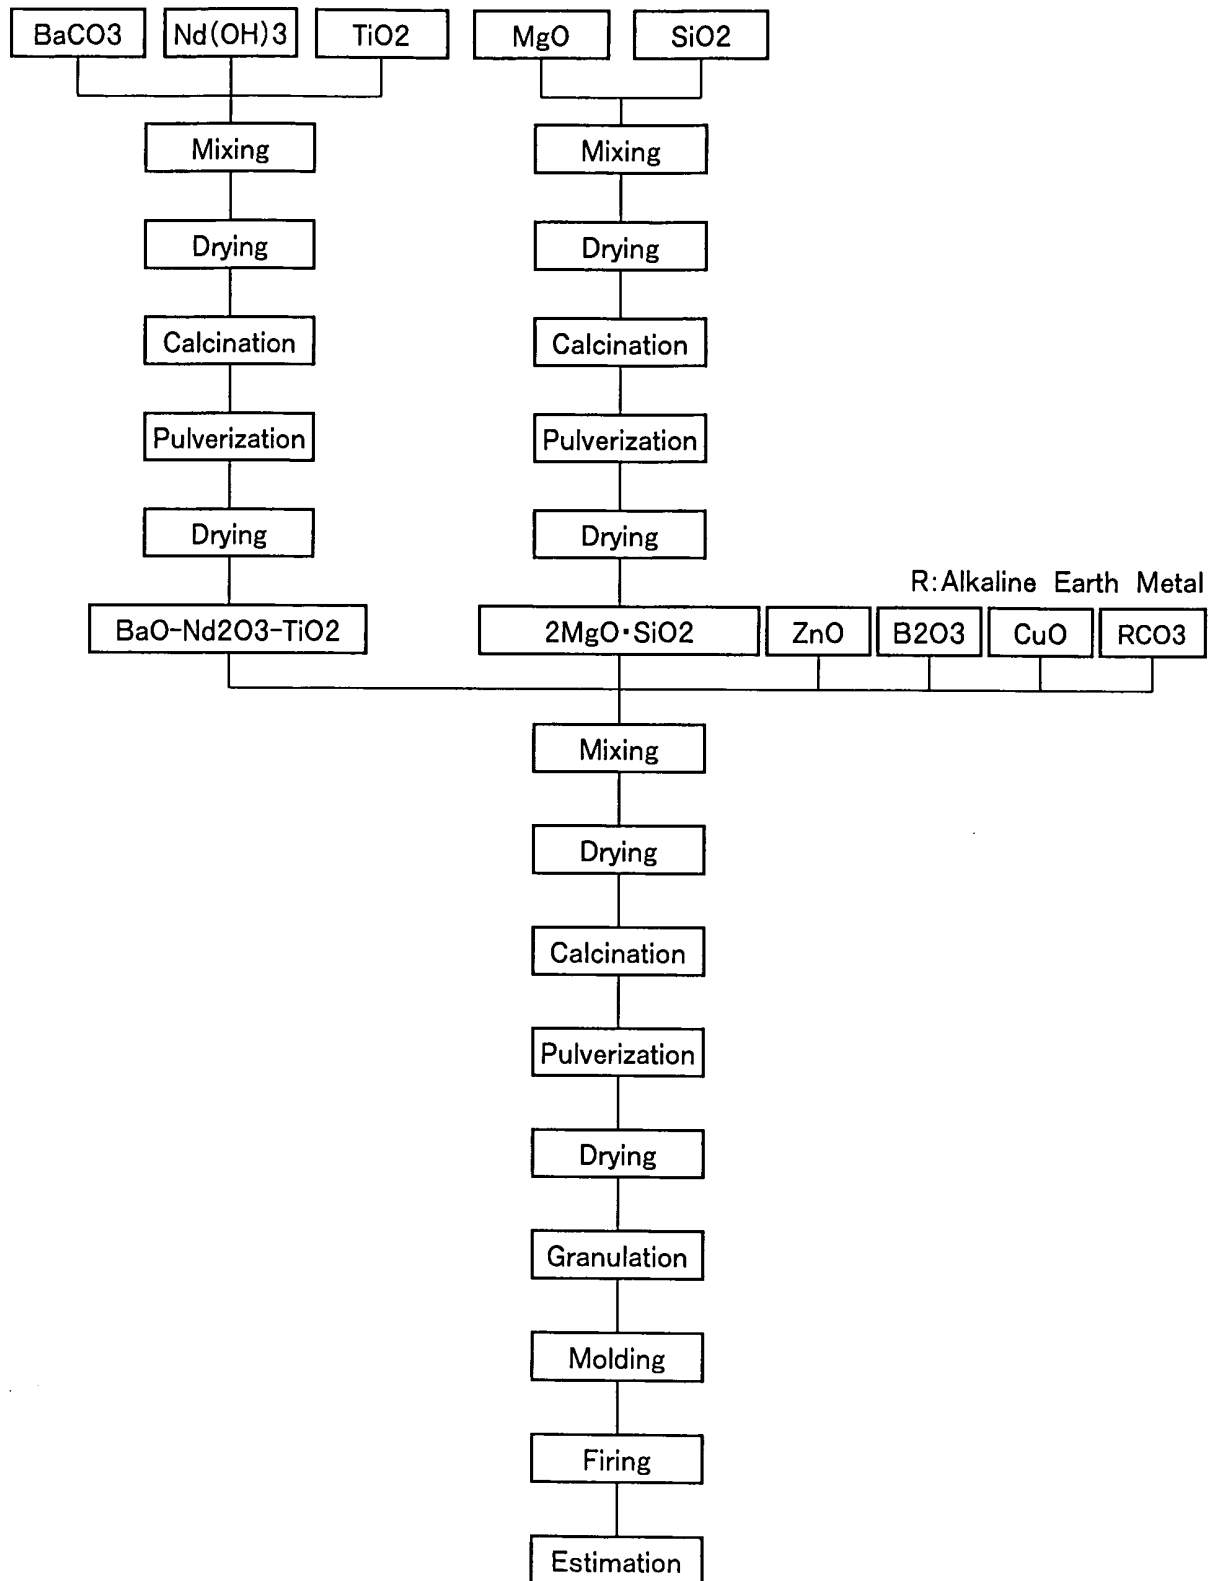 BaCO3 Nd(OH)3 TiO2 MgO SiO2
Mixing Mixing
Drying Drying
Calcination Calcination
Pulverization Pulverization
Drying Drying
R:Alkaline Earth Metal
BaO-Nd2O3-TiO2 2MgO·SiO2 ZnO B2O3 CuO RCO3
Mixing
Drying
Calcination
Pulverization
Drying
Granulation
Molding
Firing
Estimation